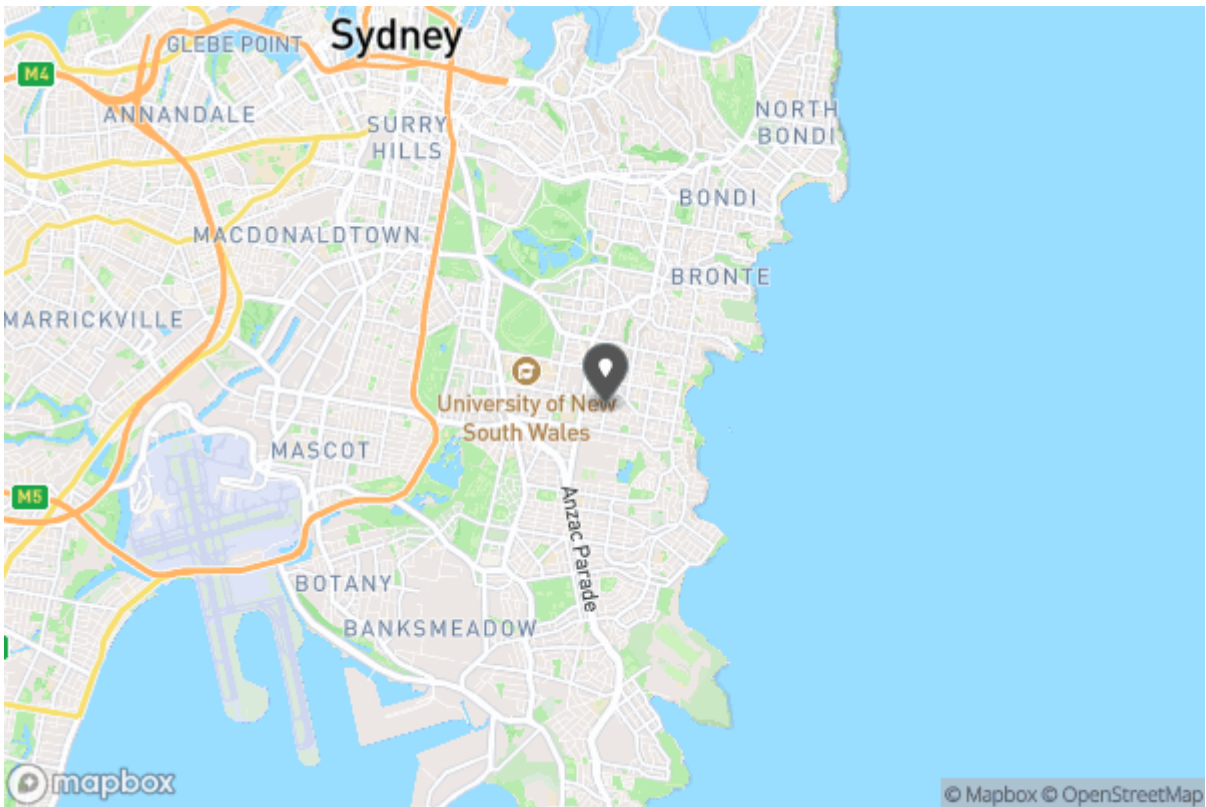 Sydney
GLEBE POINT
M4
ANNANDALE
SURRY
HILLS
NORTH
BONDI
BONDI
MACDONALDTOWN
BRONTE
MARRICKVILLE
University of New
South Wales
MASCOT
M5
Anzac Parade
BOTANY
BANKSMEADOW
mapbox
© Mapbox © OpenStreetMap